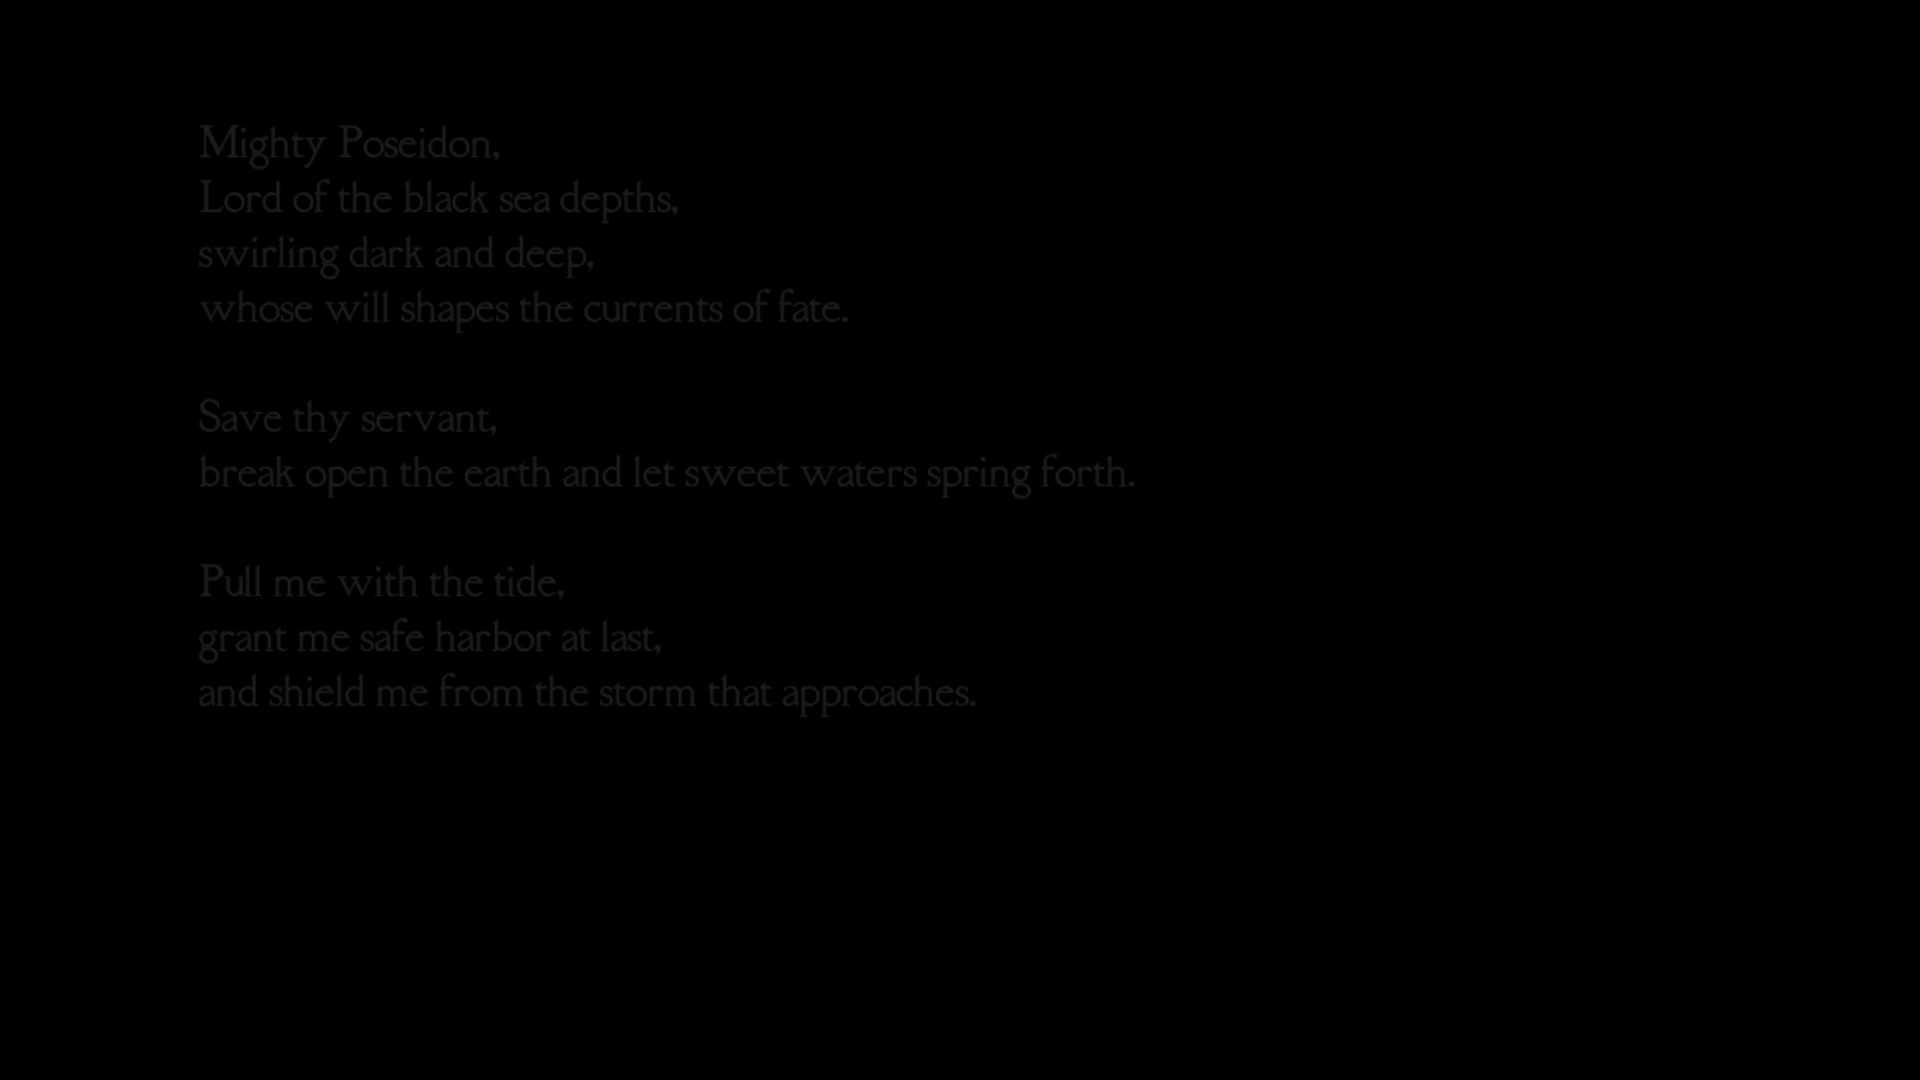 Mighty Poseidon,
Lord of the black sea depths,
swirling dark and deep,
whose will shapes the currents of fate.
Save thy servant,
break open the earth and let sweet waters spring forth.
Pull me with the tide,
grant me safe harbor at last,
and shield me from the storm that approaches.